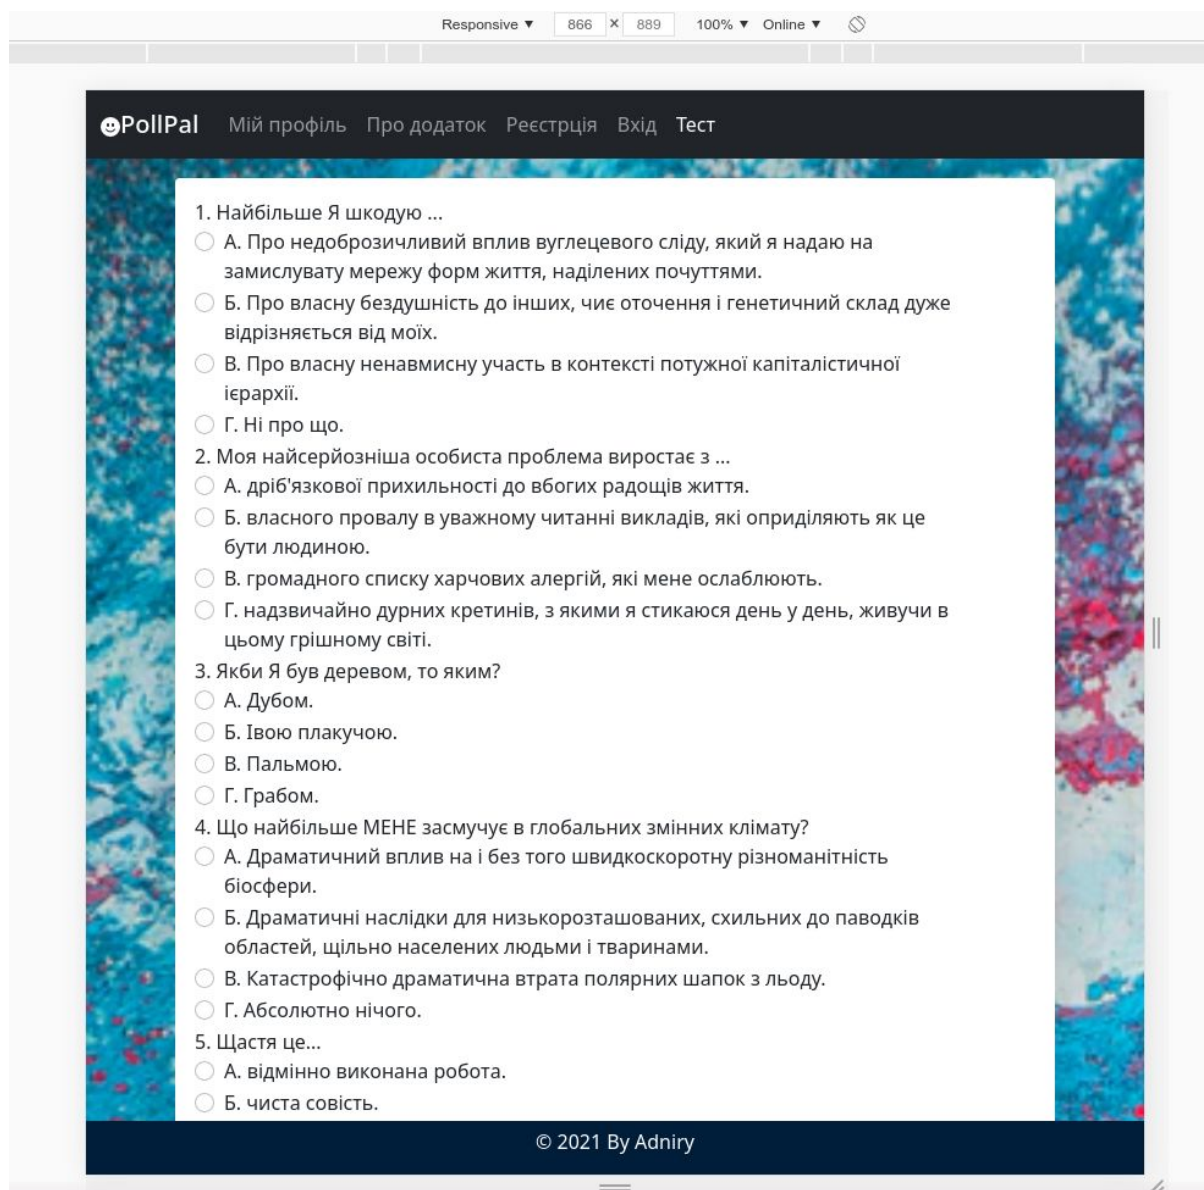 Responsive ▼ 866 × 889 100% ▼ Online ▼
PollPal Мій профіль Про додаток Реєстрція Вхід Тест
1. Найбільше Я шкодую ...
А. Про недоброзичливий вплив вуглецевого сліду, який я надаю на
замислувату мережу форм життя, наділених почуттями.
Б. Про власну бездушність до інших, чиє оточення і генетичний склад дуже
відрізняється від моїх.
В. Про власну ненавмисну участь в контексті потужної капіталістичної
ієрархії.
Г. Ні про що.
2. Моя найсерйозніша особиста проблема виростає з ...
А. дріб'язкової прихильності до вбогих радощів життя.
Б. власного провалу в уважному читанні викладів, які оприділяють як це
бути людиною.
В. громадного списку харчових алергій, які мене ослаблюють.
Г. надзвичайно дурних кретинів, з якими я стикаюся день у день, живучи в
цьому грішному світі.
3. Якби Я був деревом, то яким?
А. Дубом.
Б. Івою плакучою.
В. Пальмою.
Г. Грабом.
4. Що найбільше МЕНЕ засмучує в глобальних змінних клімату?
А. Драматичний вплив на і без того швидкоскоротну різноманітність
біосфери.
Б. Драматичні наслідки для низькорозташованих, схильних до паводків
областей, щільно населених людьми і тваринами.
В. Катастрофічно драматична втрата полярних шапок з льоду.
Г. Абсолютно нічого.
5. Щастя це...
А. відмінно виконана робота.
Б. чиста совість.
© 2021 By Adniry